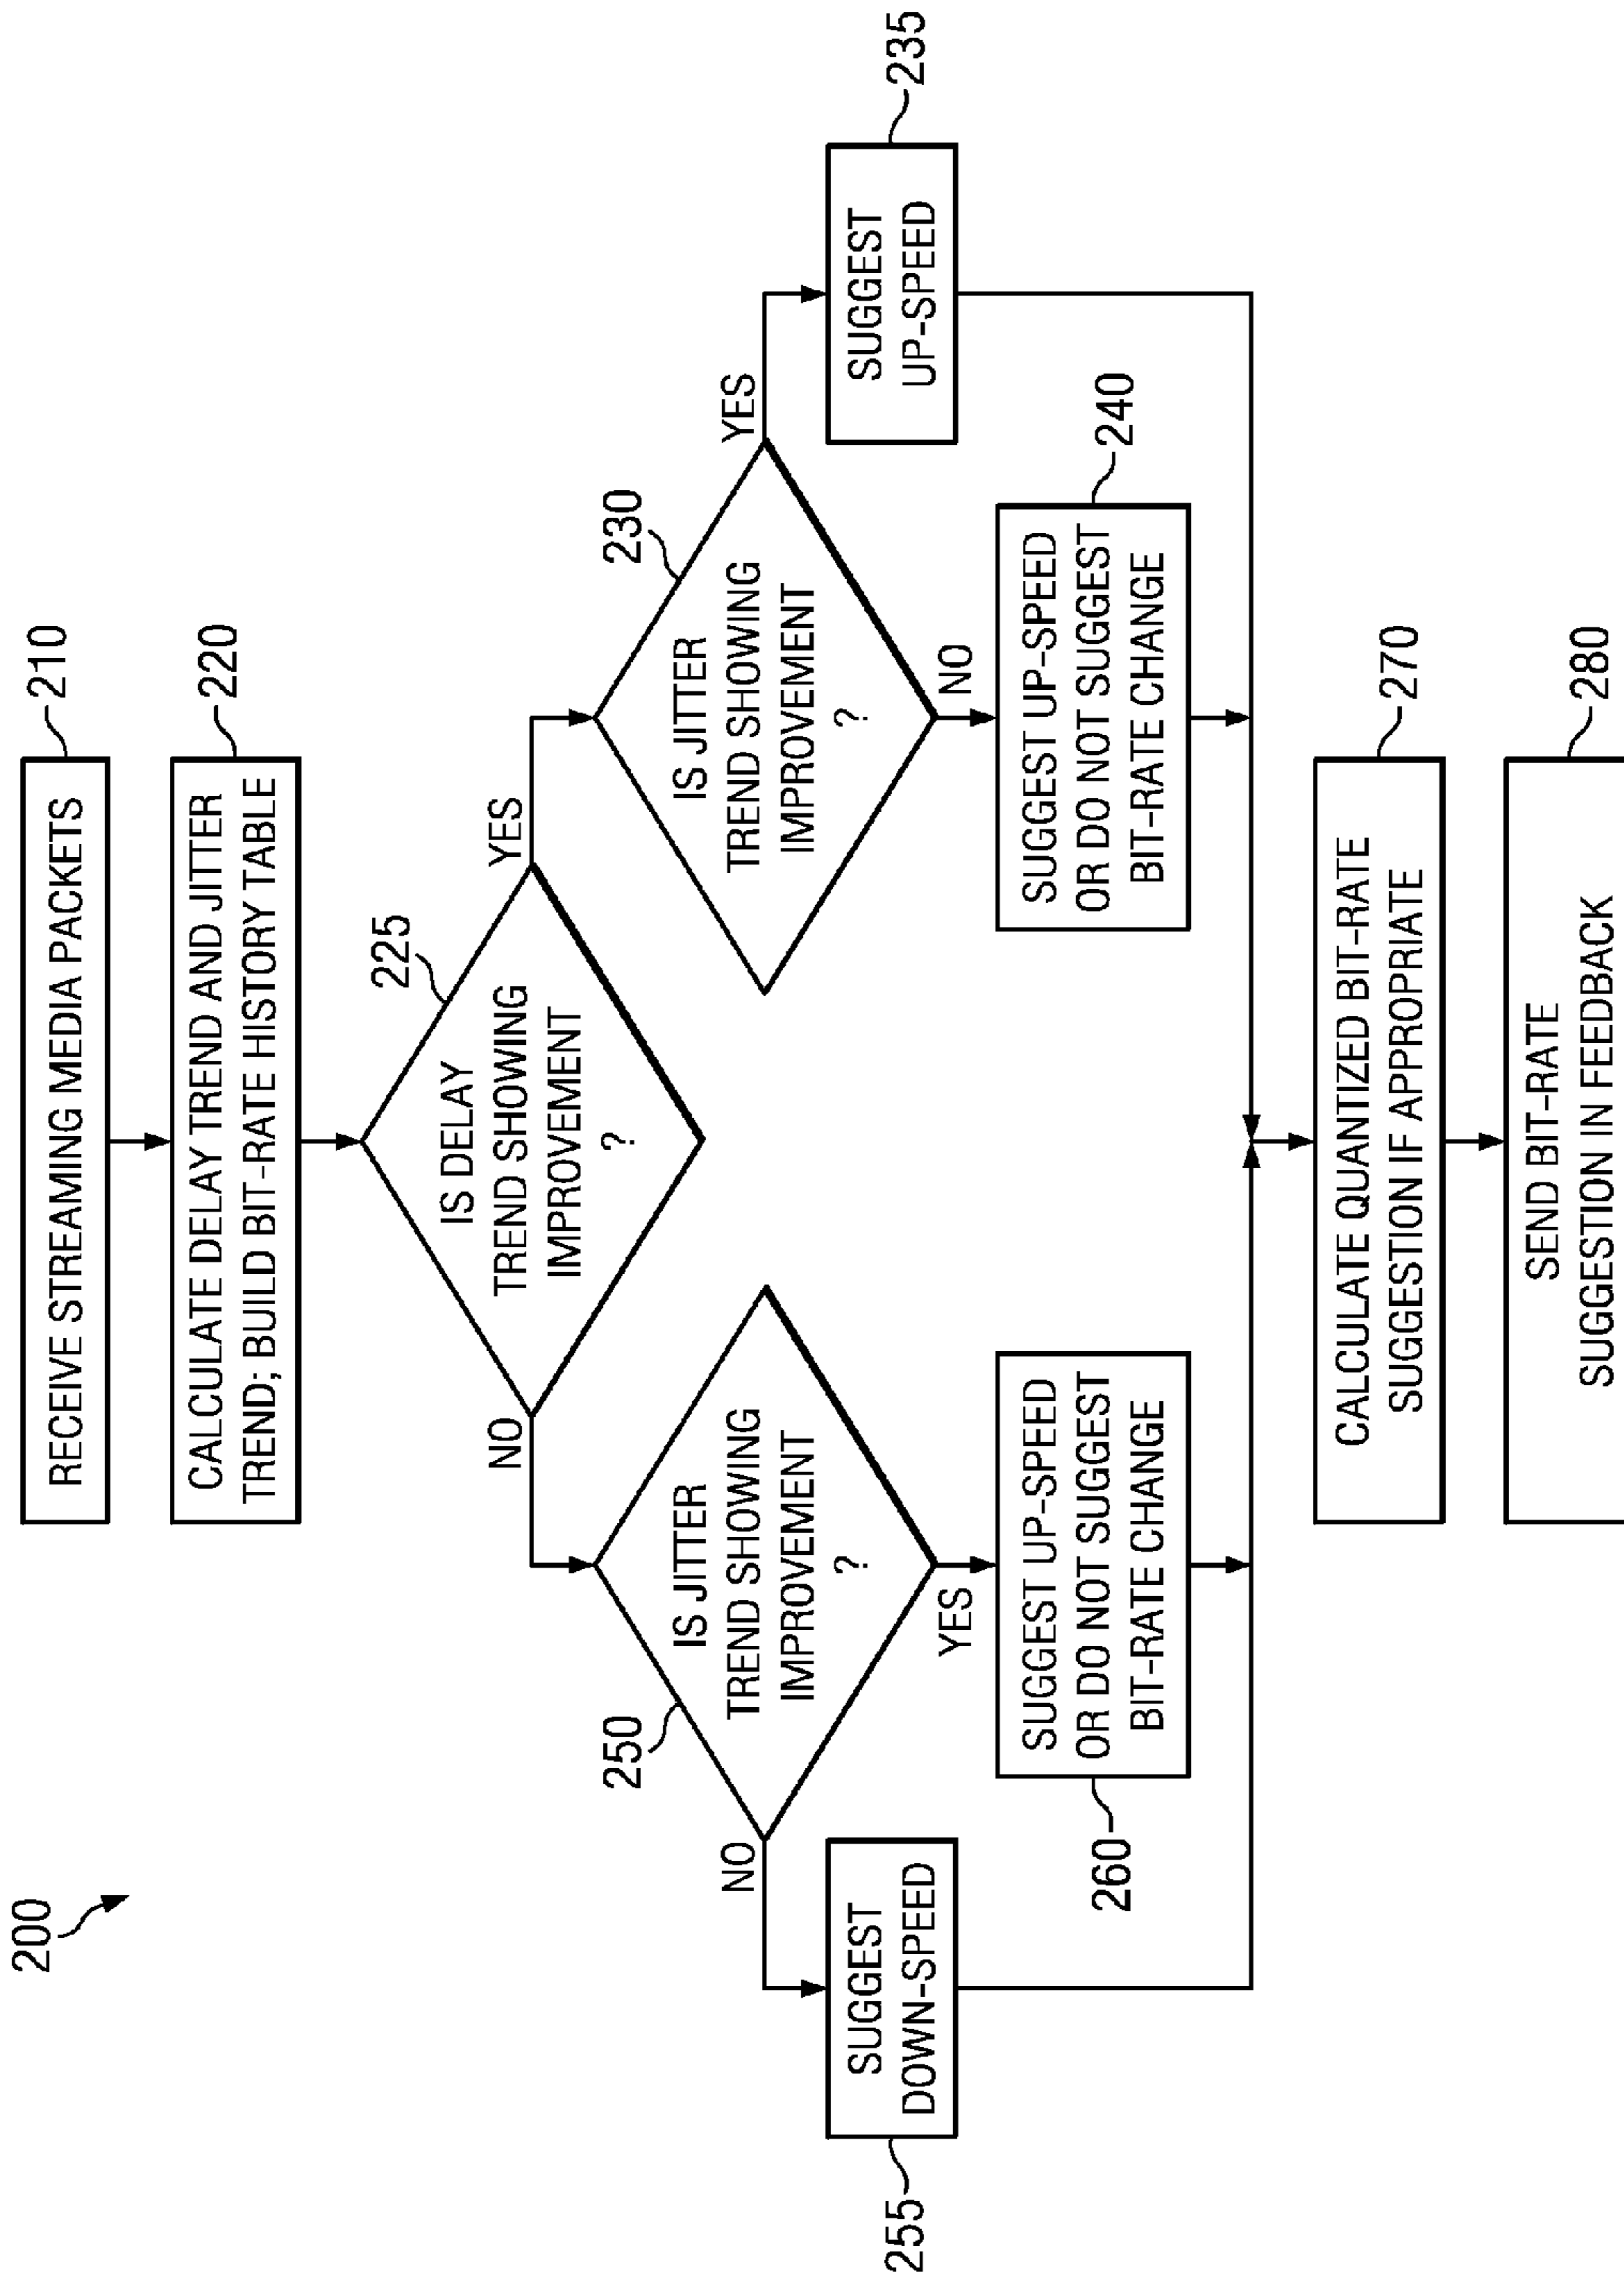 200
RECEIVE STREAMING MEDIA PACKETS
210
CALCULATE DELAY TREND AND JITTER
TREND; BUILD BIT-RATE HISTORY TABLE
220
IS DELAY
TREND SHOWING
IMPROVEMENT
?
225
NO
YES
IS JITTER
TREND SHOWING
IMPROVEMENT
?
250
IS JITTER
TREND SHOWING
IMPROVEMENT
?
230
NO
YES
NO
YES
SUGGEST
DOWN-SPEED
255
SUGGEST UP-SPEED
OR DO NOT SUGGEST
BIT-RATE CHANGE
260
SUGGEST UP-SPEED
OR DO NOT SUGGEST
BIT-RATE CHANGE
240
SUGGEST
UP-SPEED
235
CALCULATE QUANTIZED BIT-RATE
SUGGESTION IF APPROPRIATE
270
SEND BIT-RATE
SUGGESTION IN FEEDBACK
280